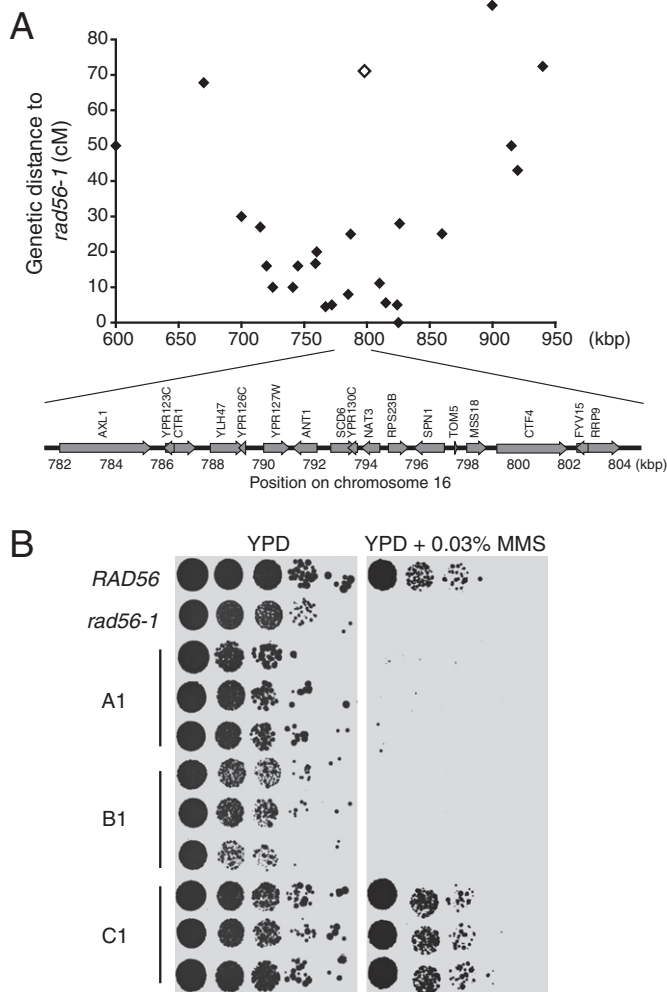 A
Genetic distance to
rad56-1 (cM)
80
70
60
50
40
30
20
10
0
600 650 700 750 800 850 900 950 (kbp)
AXL1 YPR123C CTR1 YLH47 YPR126C YPR127W ANT1 SCD6 YPR130C NAT3 RPS23B SPN1 TOM5 MSS18 CTF4 FYV15 RRP9
782 784 786 788 790 792 794 796 798 800 802 804 (kbp)
Position on chromosome 16
B
YPD YPD + 0.03% MMS
RAD56
rad56-1
A1
B1
C1